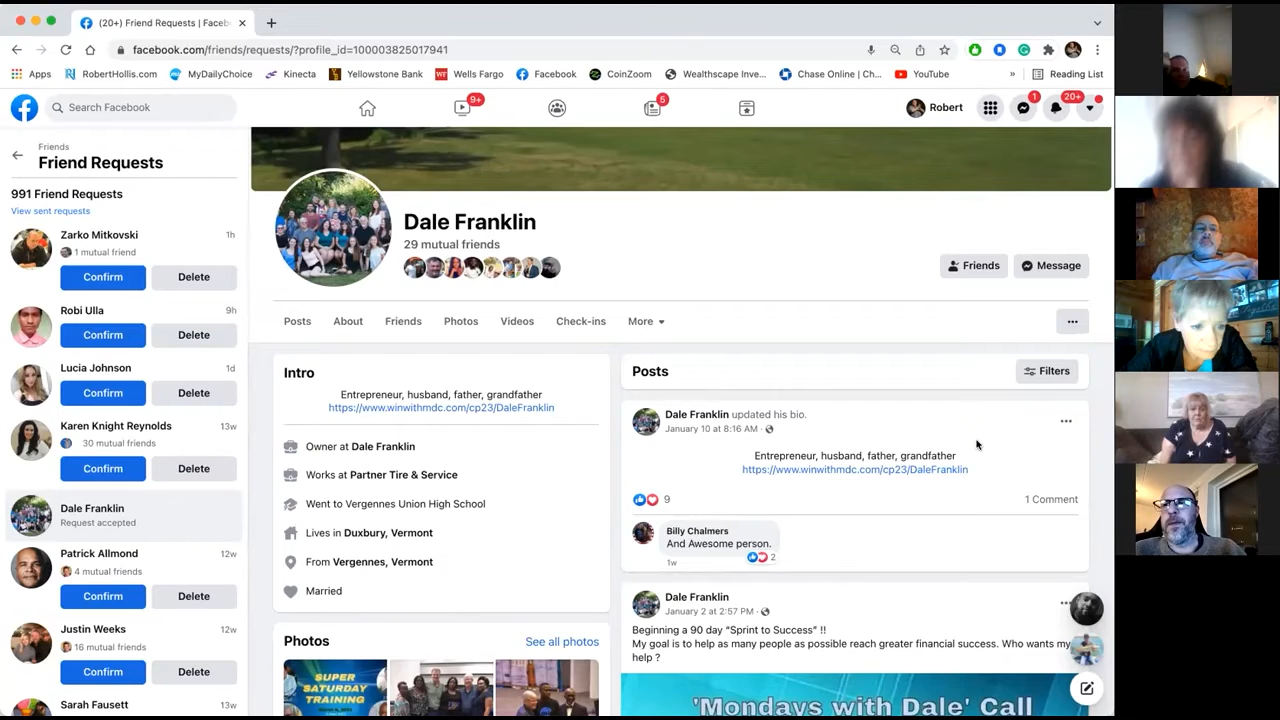 (20+) Friend Requests | Faceb
facebook.com/friends/requests/?profile_id=100003825017941
Apps
RobertHollis.com
MyDailyChoice
Kinecta
Yellowstone Bank
Wells Fargo
Facebook
CoinZoom
Wealthscape Inve...
Chase Online | Ch...
YouTube
»
Reading List
Search Facebook
9+
5
Robert
1
20+
Friends
Friend Requests
991 Friend Requests
View sent requests
Zarko Mitkovski 1h
1 mutual friend
Confirm Delete
Robi Ulla 9h
Confirm Delete
Lucia Johnson 1d
Confirm Delete
Karen Knight Reynolds 13w
30 mutual friends
Confirm Delete
Dale Franklin
Request accepted
Patrick Allmond 12w
4 mutual friends
Confirm Delete
Justin Weeks 12w
16 mutual friends
Confirm Delete
Sarah Fausett 13w
Dale Franklin
29 mutual friends
Friends
Message
Posts About Friends Photos Videos Check-ins More
Intro
Entrepreneur, husband, father, grandfather
https://www.winwithmdc.com/cp23/DaleFranklin
Owner at Dale Franklin
Works at Partner Tire & Service
Went to Vergennes Union High School
Lives in Duxbury, Vermont
From Vergennes, Vermont
Married
Photos
See all photos
SUPER
SATURDAY
TRAINING
Posts
Filters
Dale Franklin updated his bio.
January 10 at 8:16 AM ·
Entrepreneur, husband, father, grandfather
https://www.winwithmdc.com/cp23/DaleFranklin
9
1 Comment
Billy Chalmers
And Awesome person.
2
1w
Dale Franklin
January 2 at 2:57 PM ·
Beginning a 90 day “Sprint to Success” !!
My goal is to help as many people as possible reach greater financial success. Who wants my
help ?
'Mondays with Dale' Call